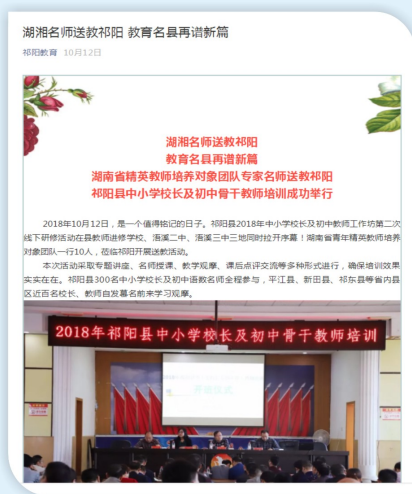 湖湘名师送教祁阳 教育名县再谱新篇
祁阳教育 10月12日
湖湘名师送教祁阳
教育名县再谱新篇
湖南省精英教师培养对象团队专家名师送教祁阳
祁阳县中小学校长及初中骨干教师培训成功举行
2018年10月12日，是一个值得铭记的日子。祁阳县2018年中小学校长及初中教师工作坊第二次
线下研修活动在县教师进修学校、浯溪二中、浯溪三中三地同时拉开序幕！湖南省青年精英教师培养
对象团队一行10人，莅临祁阳开展送教活动。
本次活动采取专题讲座、名师授课、教学观摩、课后点评交流等多种形式进行，确保培训效果
实实在在。祁阳县300名中小学校长及初中语数名师全程参与，平江县、新田县、祁东县等省内县
区近百名校长、教师自发慕名前来学习观摩。
2018年祁阳县中小学校长及初中骨干教师培训